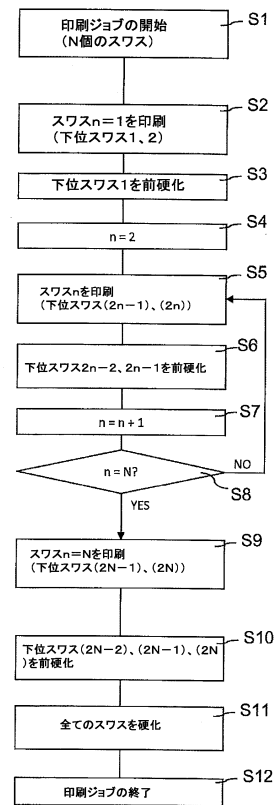 印刷ジョブの開始
(N個のスワス)
S1
スワスn=1を印刷
(下位スワス1、2)
S2
下位スワス1を前硬化
S3
n = 2
S4
スワスnを印刷
(下位スワス(2n-1)、(2n))
S5
下位スワス2n-2、2n-1を前硬化
S6
n = n + 1
S7
n = N?
NO
S8
YES
スワスn=Nを印刷
(下位スワス(2N-1)、(2N))
S9
下位スワス(2N-2)、(2N-1)、(2N
)を前硬化
S10
全てのスワスを硬化
S11
印刷ジョブの終了
S12